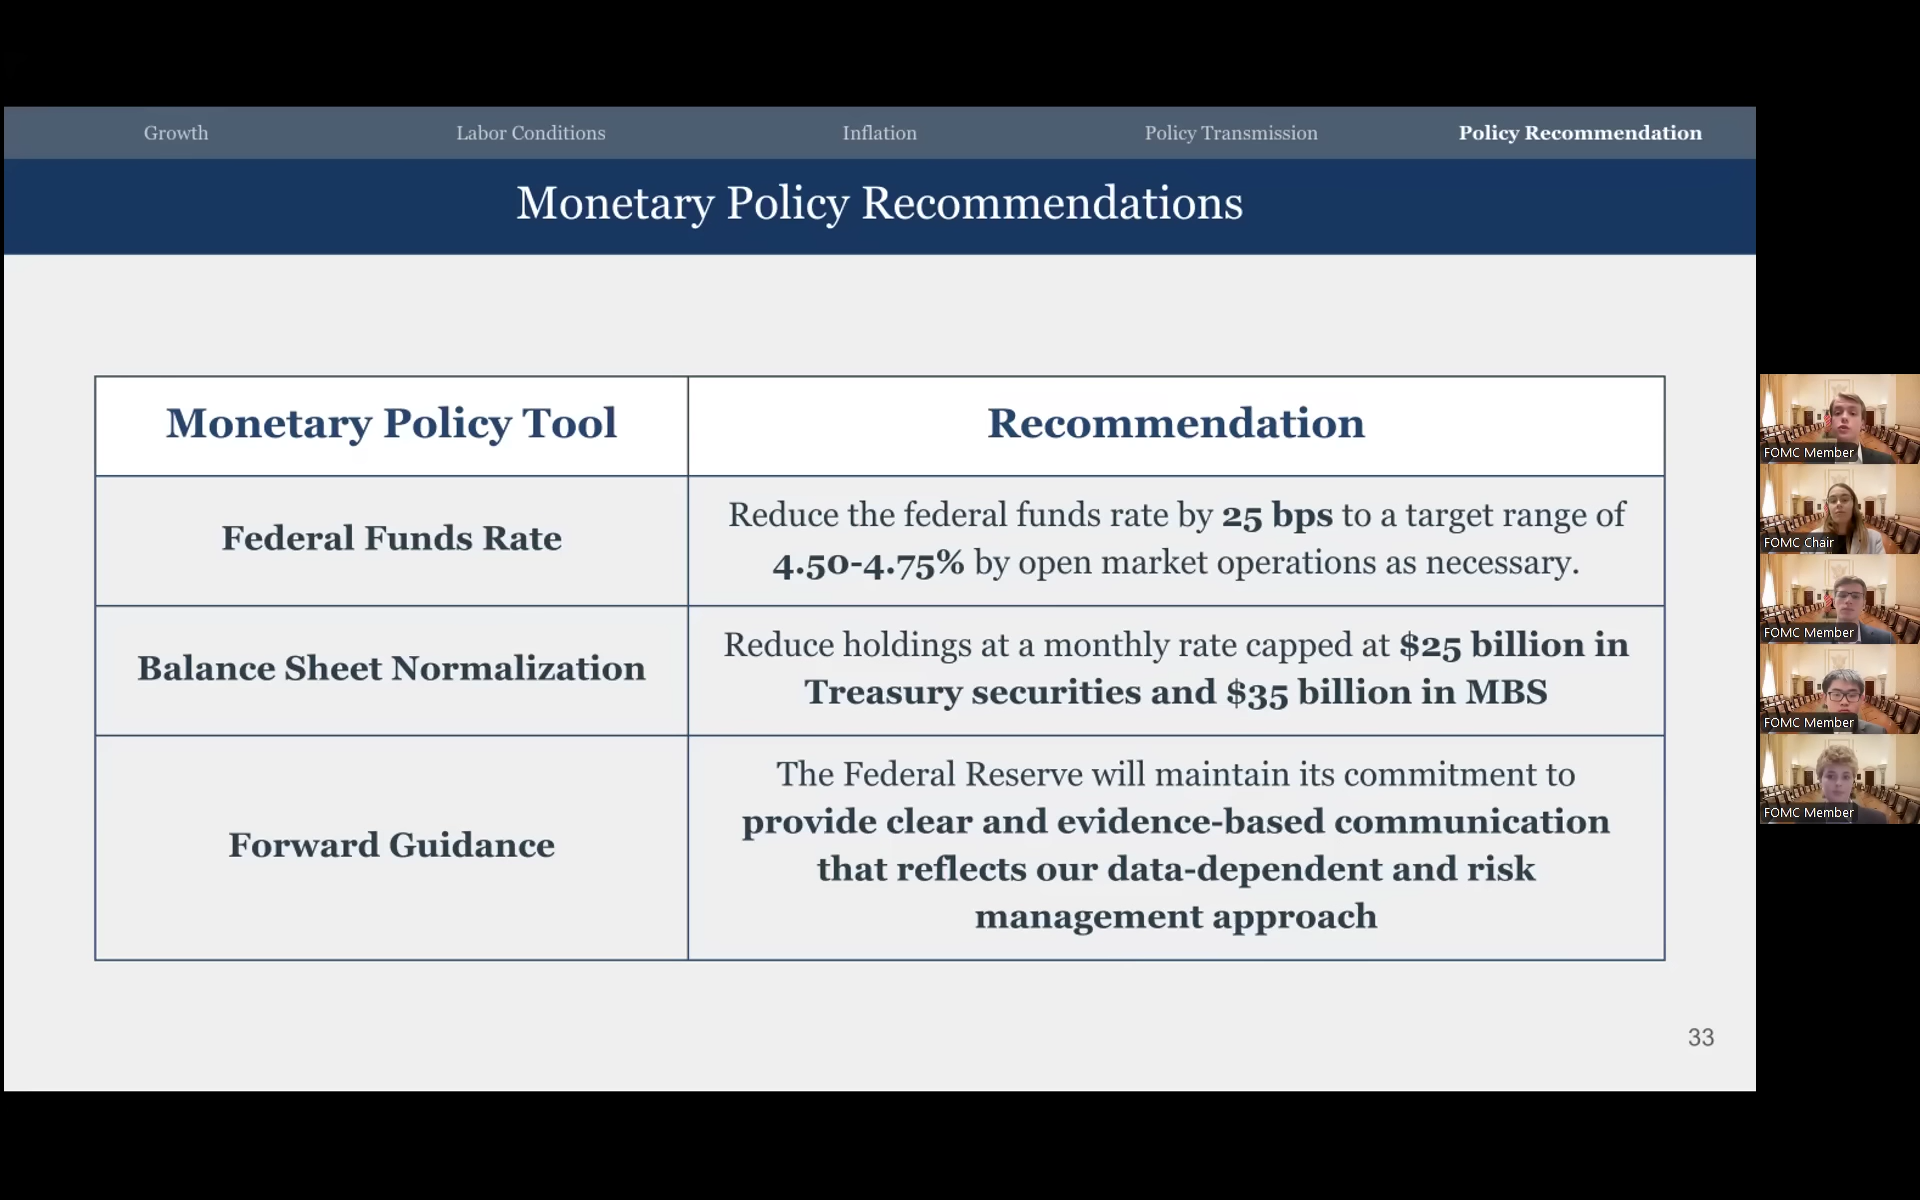 Growth Labor Conditions Inflation Policy Transmission Policy Recommendation
Monetary Policy Recommendations
Monetary Policy Tool
Recommendation
Federal Funds Rate
Reduce the federal funds rate by 25 bps to a target range of
4.50-4.75% by open market operations as necessary.
Balance Sheet Normalization
Reduce holdings at a monthly rate capped at $25 billion in
Treasury securities and $35 billion in MBS
Forward Guidance
The Federal Reserve will maintain its commitment to
provide clear and evidence-based communication
that reflects our data-dependent and risk
management approach
33
FOMC Member
FOMC Chair
FOMC Member
FOMC Member
FOMC Member